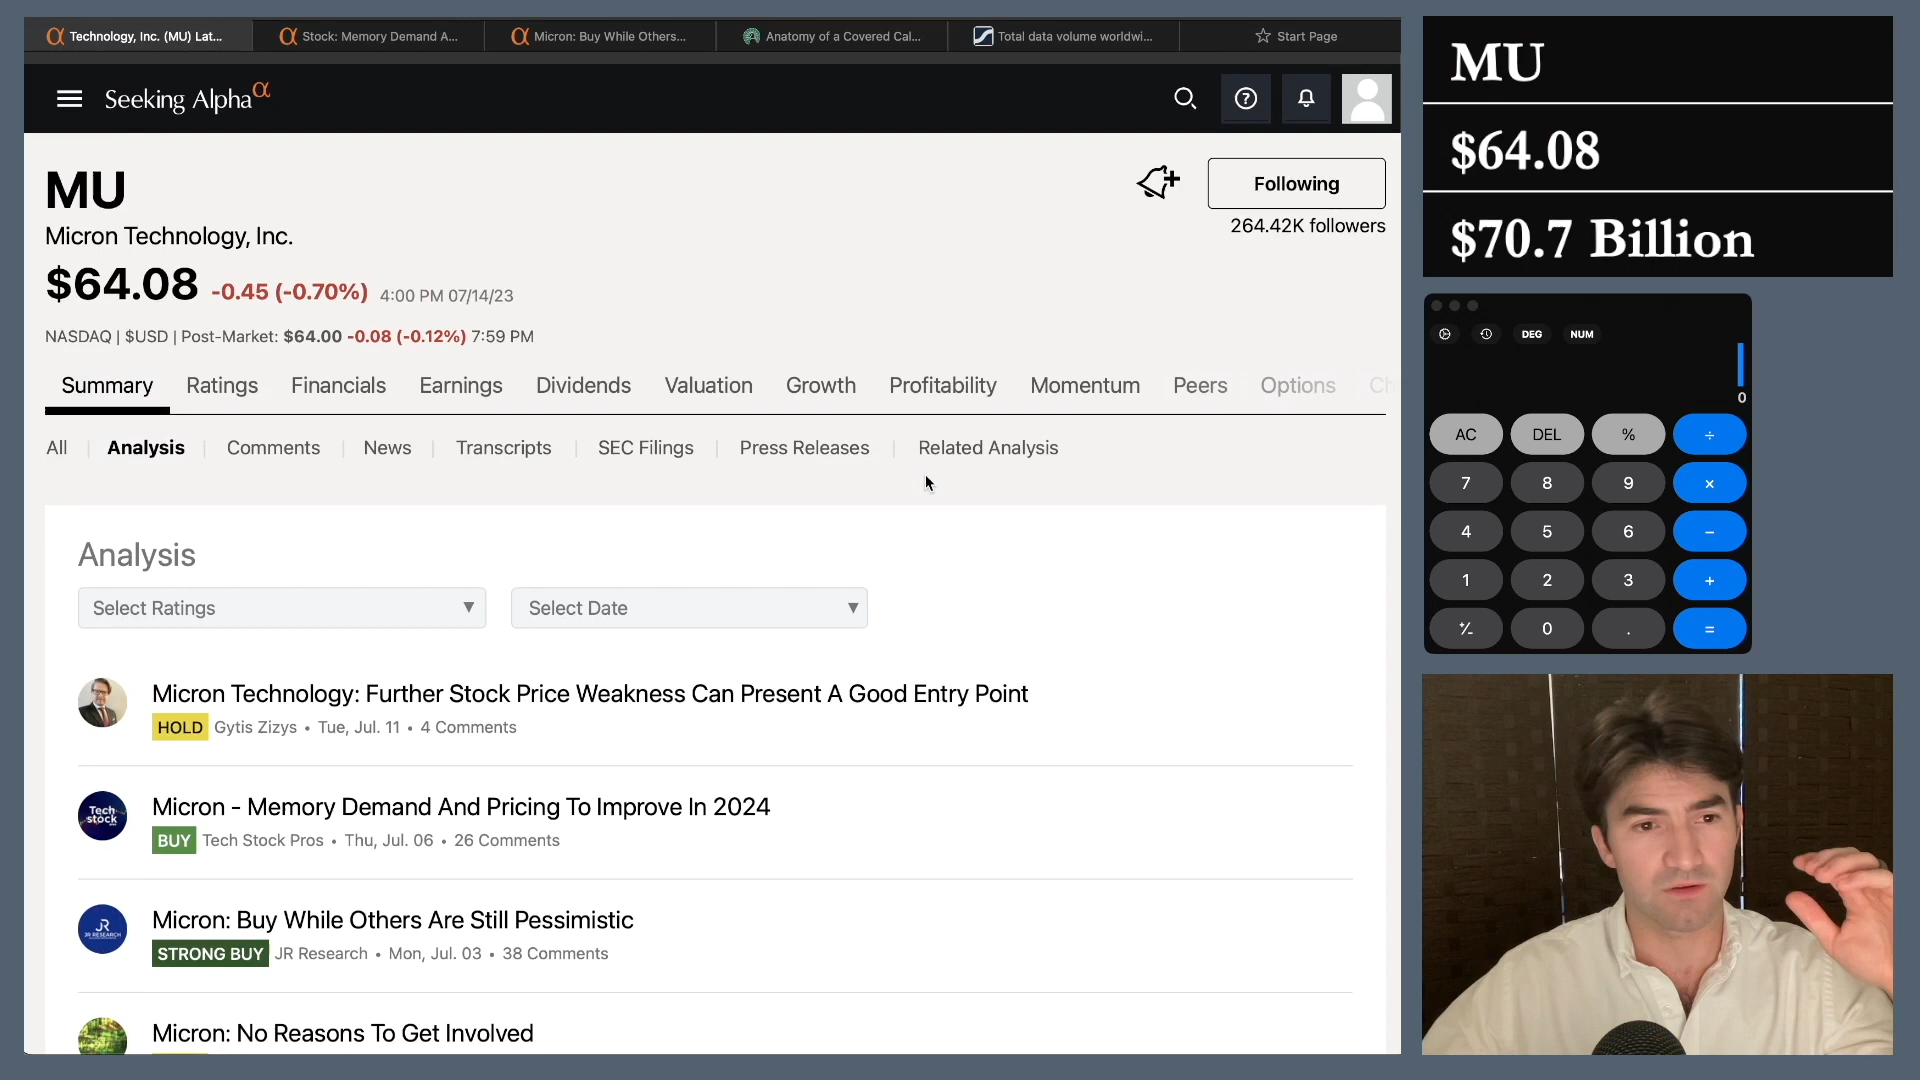 Technology, Inc. (MU) Lat...
Stock: Memory Demand A...
Micron: Buy While Others...
Anatomy of a Covered Cal...
Total data volume worldwi...
Start Page
Seeking Alpha α
MU
Micron Technology, Inc.
$64.08 -0.45 (-0.70%) 4:00 PM 07/14/23
NASDAQ | $USD | Post-Market: $64.00 -0.08 (-0.12%) 7:59 PM
Following
264.42K followers
Summary Ratings Financials Earnings Dividends Valuation Growth Profitability Momentum Peers Options Ch
All | Analysis | Comments | News | Transcripts | SEC Filings | Press Releases | Related Analysis
Analysis
Select Ratings ▼ Select Date ▼
Micron Technology: Further Stock Price Weakness Can Present A Good Entry Point
HOLD Gytis Zizys • Tue, Jul. 11 • 4 Comments
Tech
stock
Micron - Memory Demand And Pricing To Improve In 2024
BUY Tech Stock Pros • Thu, Jul. 06 • 26 Comments
JR
JR RESEARCH
Micron: Buy While Others Are Still Pessimistic
STRONG BUY JR Research • Mon, Jul. 03 • 38 Comments
Micron: No Reasons To Get Involved
MU
$64.08
$70.7 Billion
DEG NUM
0
AC DEL % ÷
7 8 9 ×
4 5 6 −
1 2 3 +
⁺∕₋ 0 . =